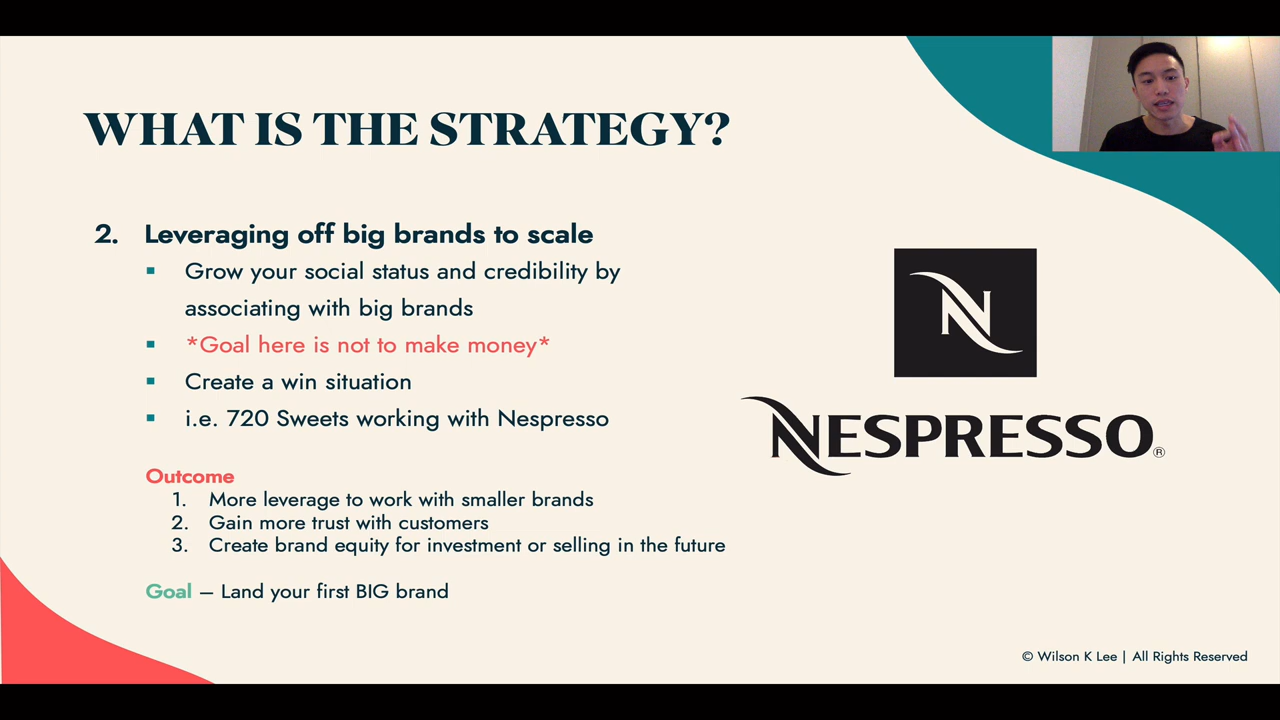 WHAT IS THE STRATEGY?
2. Leveraging off big brands to scale
▪ Grow your social status and credibility by
associating with big brands
▪ *Goal here is not to make money*
▪ Create a win situation
▪ i.e. 720 Sweets working with Nespresso
Outcome
1. More leverage to work with smaller brands
2. Gain more trust with customers
3. Create brand equity for investment or selling in the future
Goal – Land your first BIG brand
N
NESPRESSO®
© Wilson K Lee | All Rights Reserved